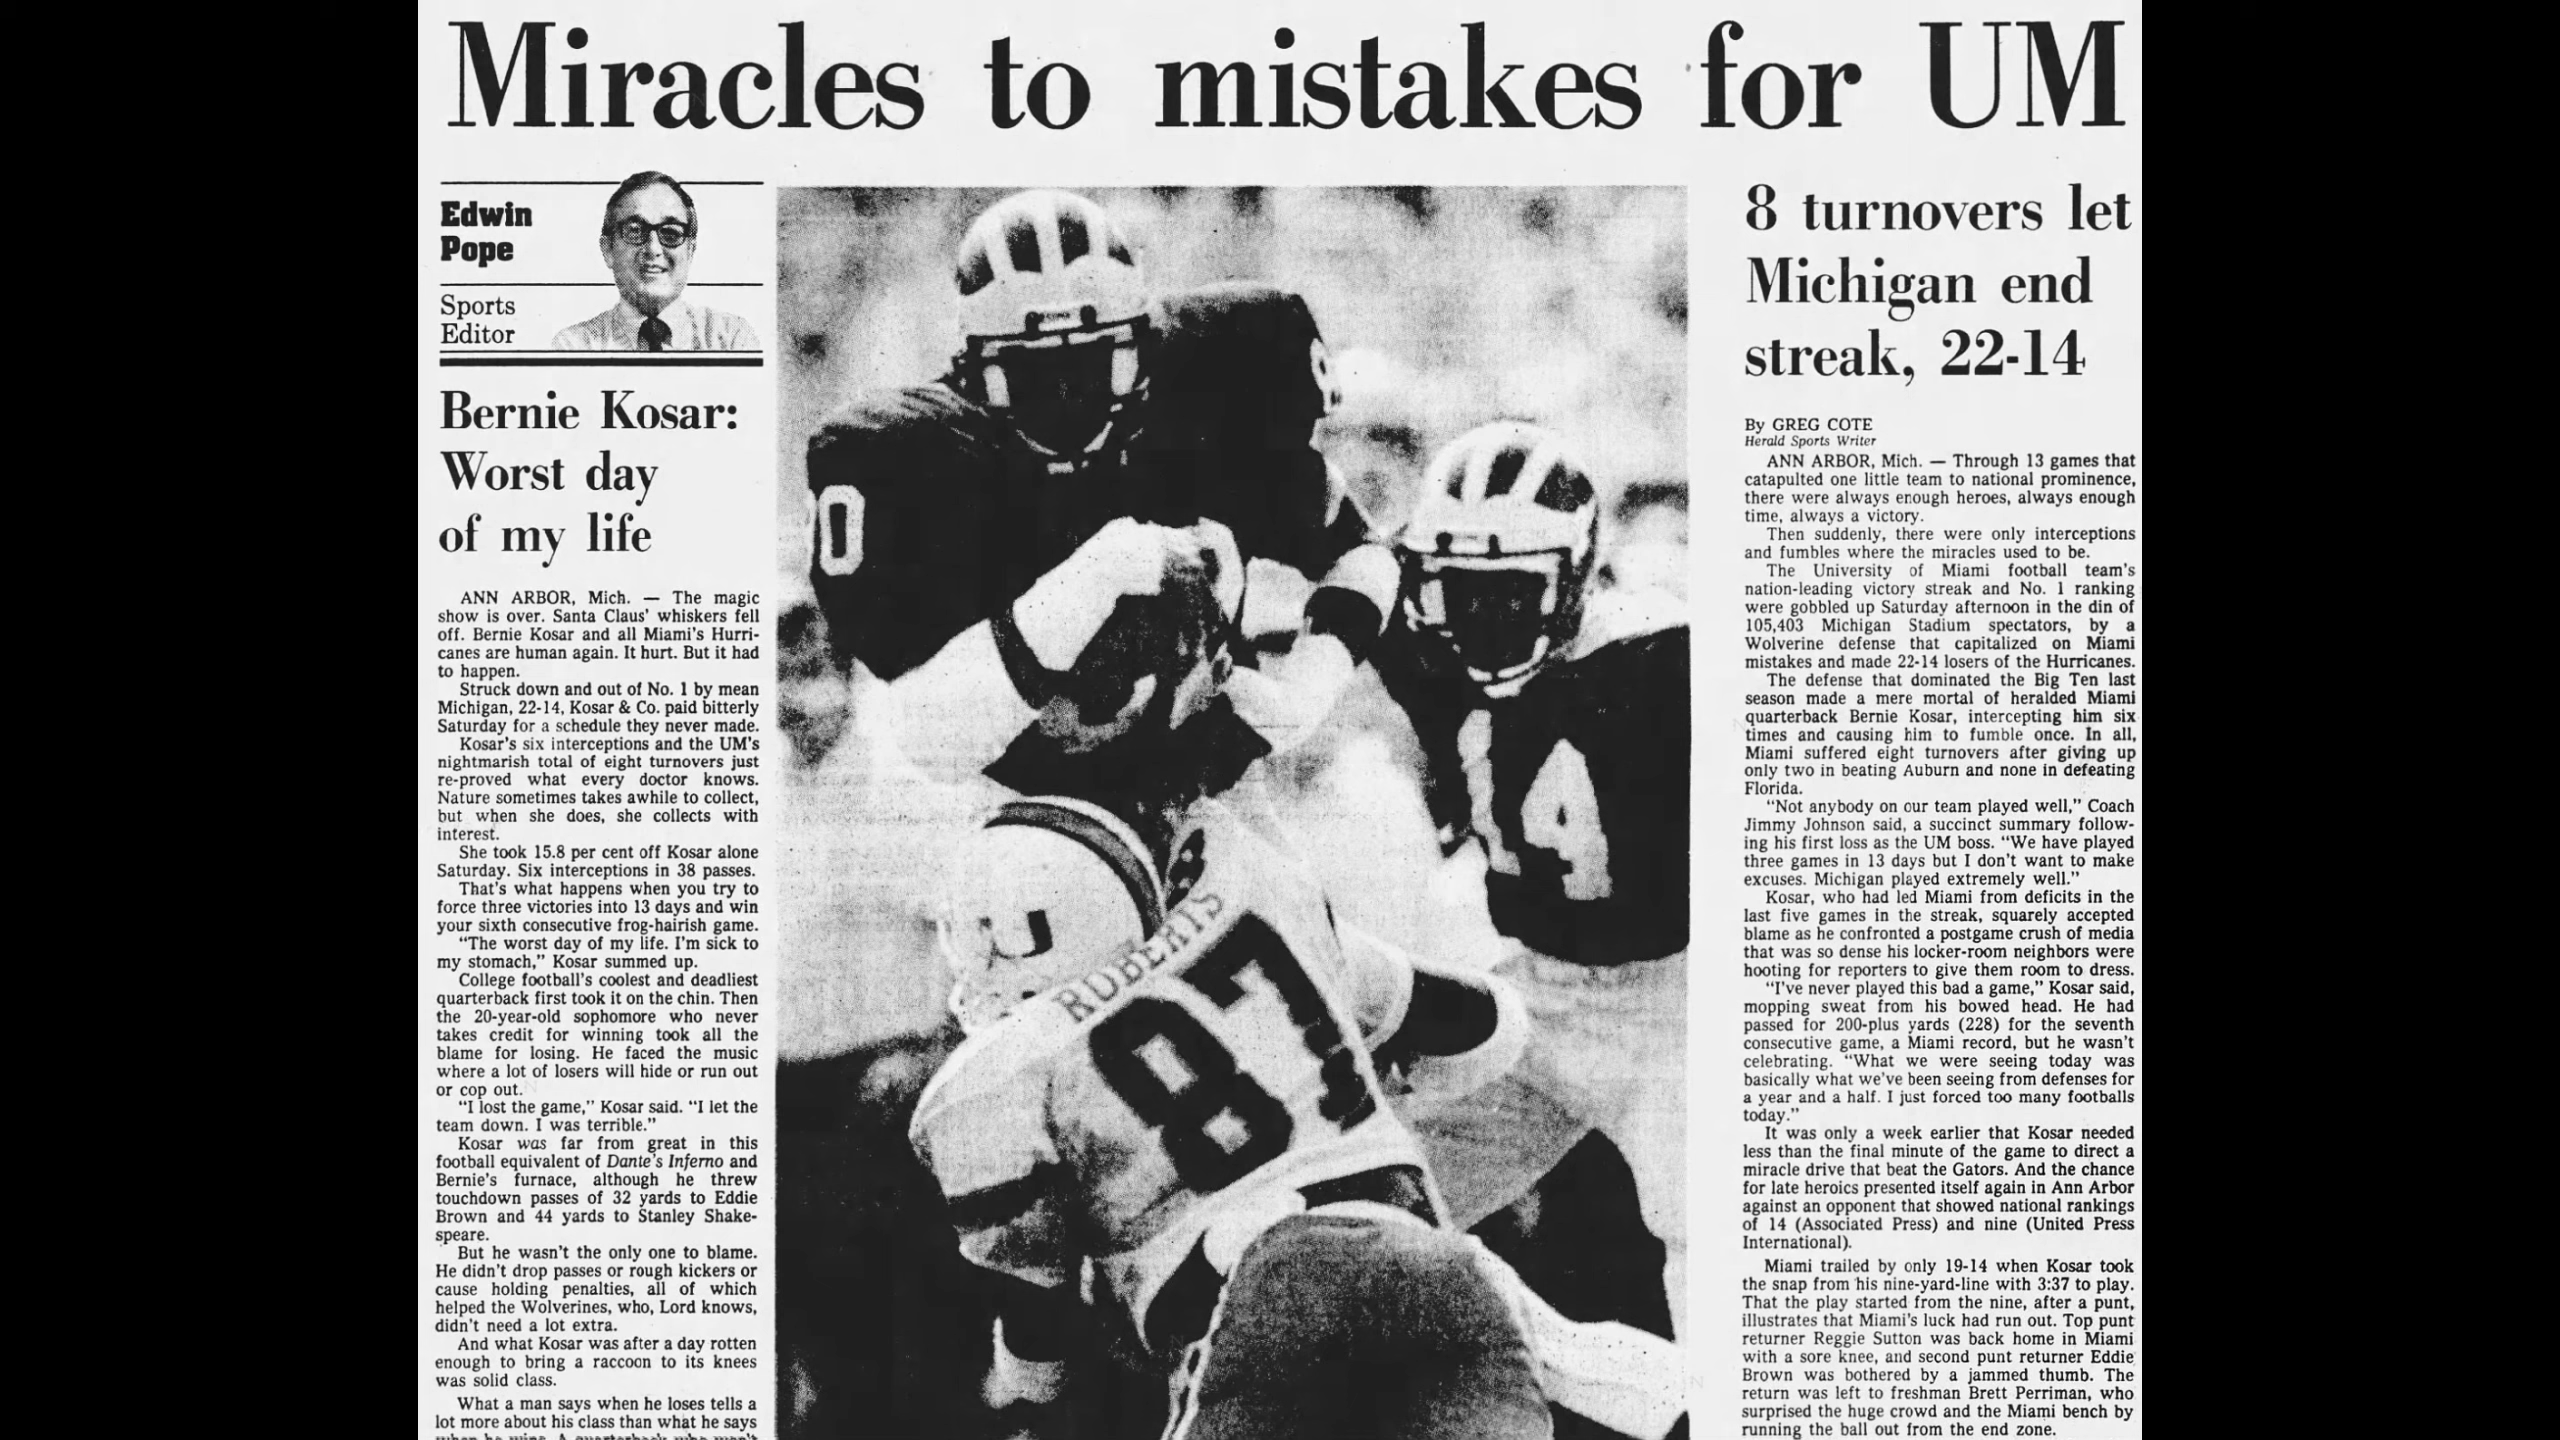 Miracles to mistakes for UM
Edwin
Pope
Sports
Editor
Bernie Kosar:
Worst day
of my life
ANN ARBOR, Mich. — The magic
show is over. Santa Claus' whiskers fell
off. Bernie Kosar and all Miami's Hurri-
canes are human again. It hurt. But it had
to happen.
Struck down and out of No. 1 by mean
Michigan, 22-14, Kosar & Co. paid bitterly
Saturday for a schedule they never made.
Kosar's six interceptions and the UM's
nightmarish total of eight turnovers just
re-proved what every doctor knows.
Nature sometimes takes awhile to collect,
but when she does, she collects with
interest.
She took 15.8 per cent off Kosar alone
Saturday. Six interceptions in 38 passes.
That's what happens when you try to
force three victories into 13 days and win
your sixth consecutive frog-hairish game.
"The worst day of my life. I'm sick to
my stomach," Kosar summed up.
College football's coolest and deadliest
quarterback first took it on the chin. Then
the 20-year-old sophomore who never
takes credit for winning took all the
blame for losing. He faced the music
where a lot of losers will hide or run out
or cop out.
"I lost the game," Kosar said. "I let the
team down. I was terrible."
Kosar was far from great in this
football equivalent of Dante's Inferno and
Bernie's furnace, although he threw
touchdown passes of 32 yards to Eddie
Brown and 44 yards to Stanley Shake-
speare.
But he wasn't the only one to blame.
He didn't drop passes or rough kickers or
cause holding penalties, all of which
helped the Wolverines, who, Lord knows,
didn't need a lot extra.
And what Kosar was after a day rotten
enough to bring a raccoon to its knees
was solid class.
What a man says when he loses tells a
lot more about his class than what he says
0
4
U
ROBERTS
87
8 turnovers let
Michigan end
streak, 22-14
By GREG COTE
Herald Sports Writer
ANN ARBOR, Mich. — Through 13 games that
catapulted one little team to national prominence,
there were always enough heroes, always enough
time, always a victory.
Then suddenly, there were only interceptions
and fumbles where the miracles used to be.
The University of Miami football team's
nation-leading victory streak and No. 1 ranking
were gobbled up Saturday afternoon in the din of
105,403 Michigan Stadium spectators, by a
Wolverine defense that capitalized on Miami
mistakes and made 22-14 losers of the Hurricanes.
The defense that dominated the Big Ten last
season made a mere mortal of heralded Miami
quarterback Bernie Kosar, intercepting him six
times and causing him to fumble once. In all,
Miami suffered eight turnovers after giving up
only two in beating Auburn and none in defeating
Florida.
"Not anybody on our team played well," Coach
Jimmy Johnson said, a succinct summary follow-
ing his first loss as the UM boss. "We have played
three games in 13 days but I don't want to make
excuses. Michigan played extremely well."
Kosar, who had led Miami from deficits in the
last five games in the streak, squarely accepted
blame as he confronted a postgame crush of media
that was so dense his locker-room neighbors were
hooting for reporters to give them room to dress.
"I've never played this bad a game," Kosar said,
mopping sweat from his bowed head. He had
passed for 200-plus yards (228) for the seventh
consecutive game, a Miami record, but he wasn't
celebrating. "What we were seeing today was
basically what we've been seeing from defenses for
a year and a half. I just forced too many footballs
today."
It was only a week earlier that Kosar needed
less than the final minute of the game to direct a
miracle drive that beat the Gators. And the chance
for late heroics presented itself again in Ann Arbor
against an opponent that showed national rankings
of 14 (Associated Press) and nine (United Press
International).
Miami trailed by only 19-14 when Kosar took
the snap from his nine-yard-line with 3:37 to play.
That the play started from the nine, after a punt,
illustrates that Miami's luck had run out. Top punt
returner Reggie Sutton was back home in Miami
with a sore knee, and second punt returner Eddie
Brown was bothered by a jammed thumb. The
return was left to freshman Brett Perriman, who
surprised the huge crowd and the Miami bench by
running the ball out from the end zone.